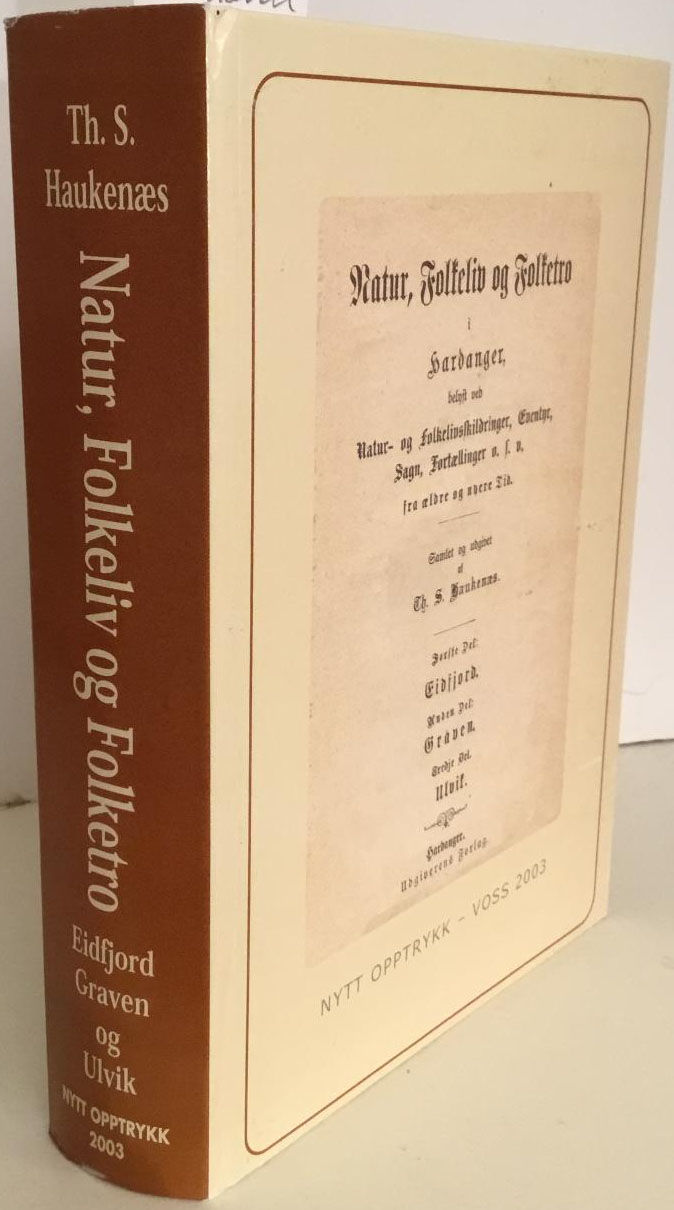 Th. S.
Haukenæs
Natur, Folkeliv og Folketro
Eidfjord
Graven
og
Ulvik
NYTT OPPTRYKK
2003
Natur, Folkeliv og Folketro
i
Hardanger,
belyst ved
Natur- og Folkelivsskildringer, Eventyr,
Sagn, Fortællinger o. s. v.
fra ældre og nyere Tid.
Samlet og udgivet
af
Th. S. Haukenæs.
Første Del:
Eidfjord.
Anden Del:
Graven.
Tredje Del.
Ulvik.
Hardanger.
Udgiverens Forlag.
NYTT OPPTRYKK – VOSS 2003